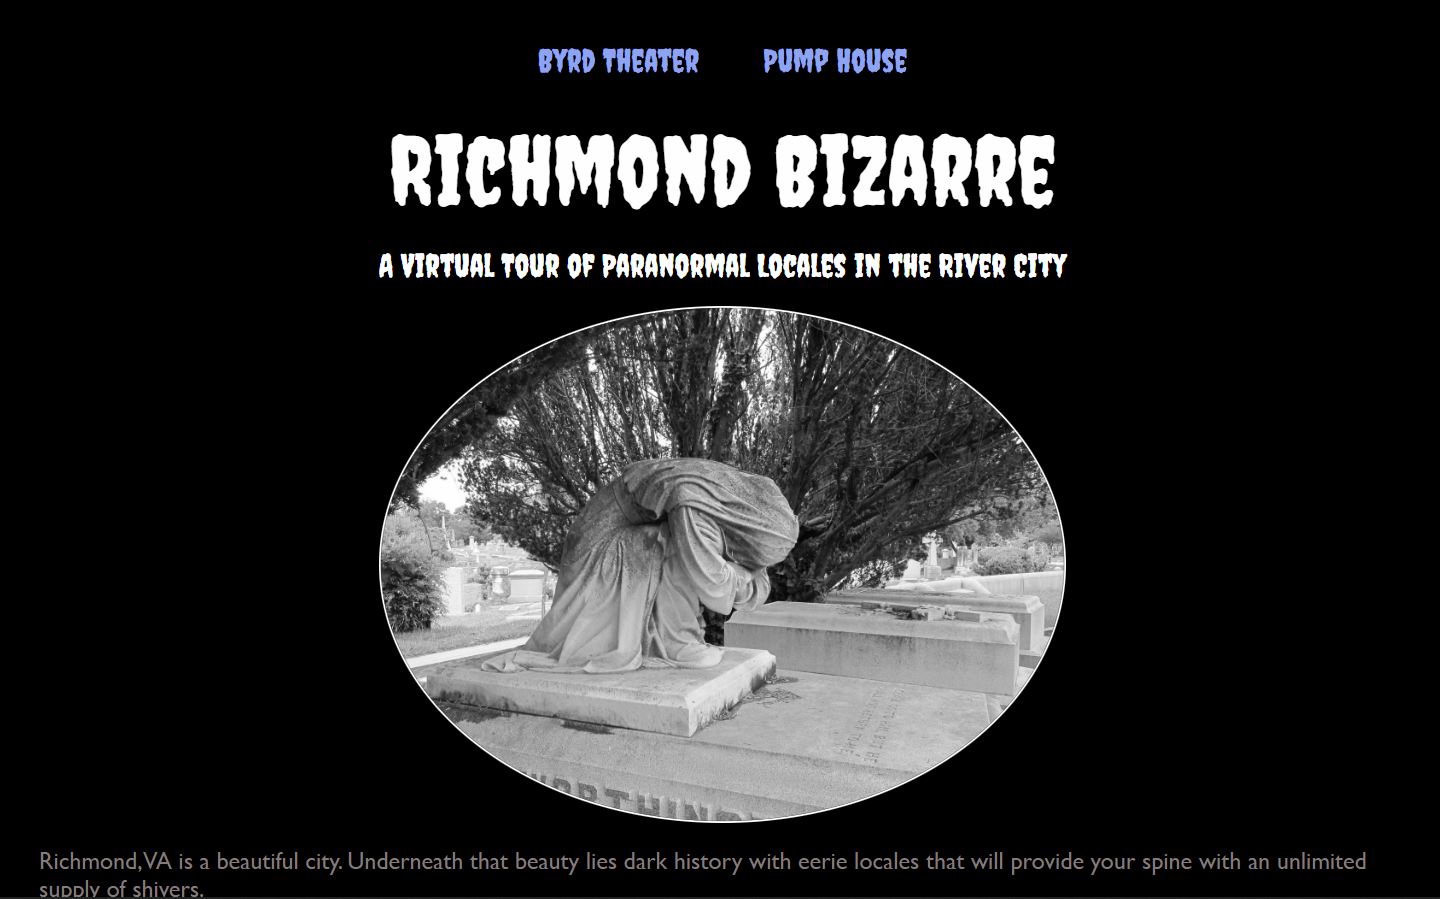 BYRD THEATER PUMP HOUSE
RICHMOND BIZARRE
A VIRTUAL TOUR OF PARANORMAL LOCALES IN THE RIVER CITY
Richmond, VA is a beautiful city. Underneath that beauty lies dark history with eerie locales that will provide your spine with an unlimited
supply of shivers.